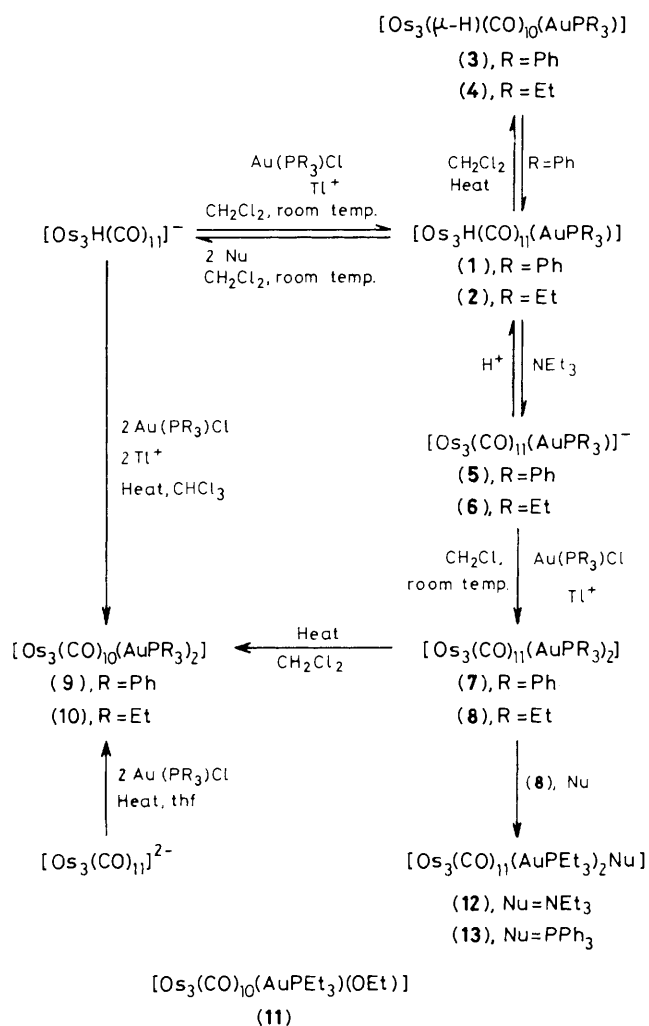 [Os₃(μ-H)(CO)₁₀(AuPR₃)]
(3), R=Ph
(4), R=Et
CH₂Cl₂
Heat
R=Ph
Au(PR₃)Cl
Tl⁺
CH₂Cl₂, room temp.
[Os₃H(CO)₁₁]⁻
2 Nu
CH₂Cl₂, room temp.
[Os₃H(CO)₁₁(AuPR₃)]
(1), R=Ph
(2), R=Et
H⁺
NEt₃
2 Au(PR₃)Cl
2 Tl⁺
Heat, CHCl₃
[Os₃(CO)₁₁(AuPR₃)]⁻
(5), R=Ph
(6), R=Et
CH₂Cl,
room temp.
Au(PR₃)Cl
Tl⁺
[Os₃(CO)₁₀(AuPR₃)₂]
(9), R=Ph
(10), R=Et
Heat
CH₂Cl₂
[Os₃(CO)₁₁(AuPR₃)₂]
(7), R=Ph
(8), R=Et
2 Au(PR₃)Cl
Heat, thf
(8), Nu
[Os₃(CO)₁₁]²⁻
[Os₃(CO)₁₁(AuPEt₃)₂Nu]
(12), Nu=NEt₃
(13), Nu=PPh₃
[Os₃(CO)₁₀(AuPEt₃)(OEt)]
(11)